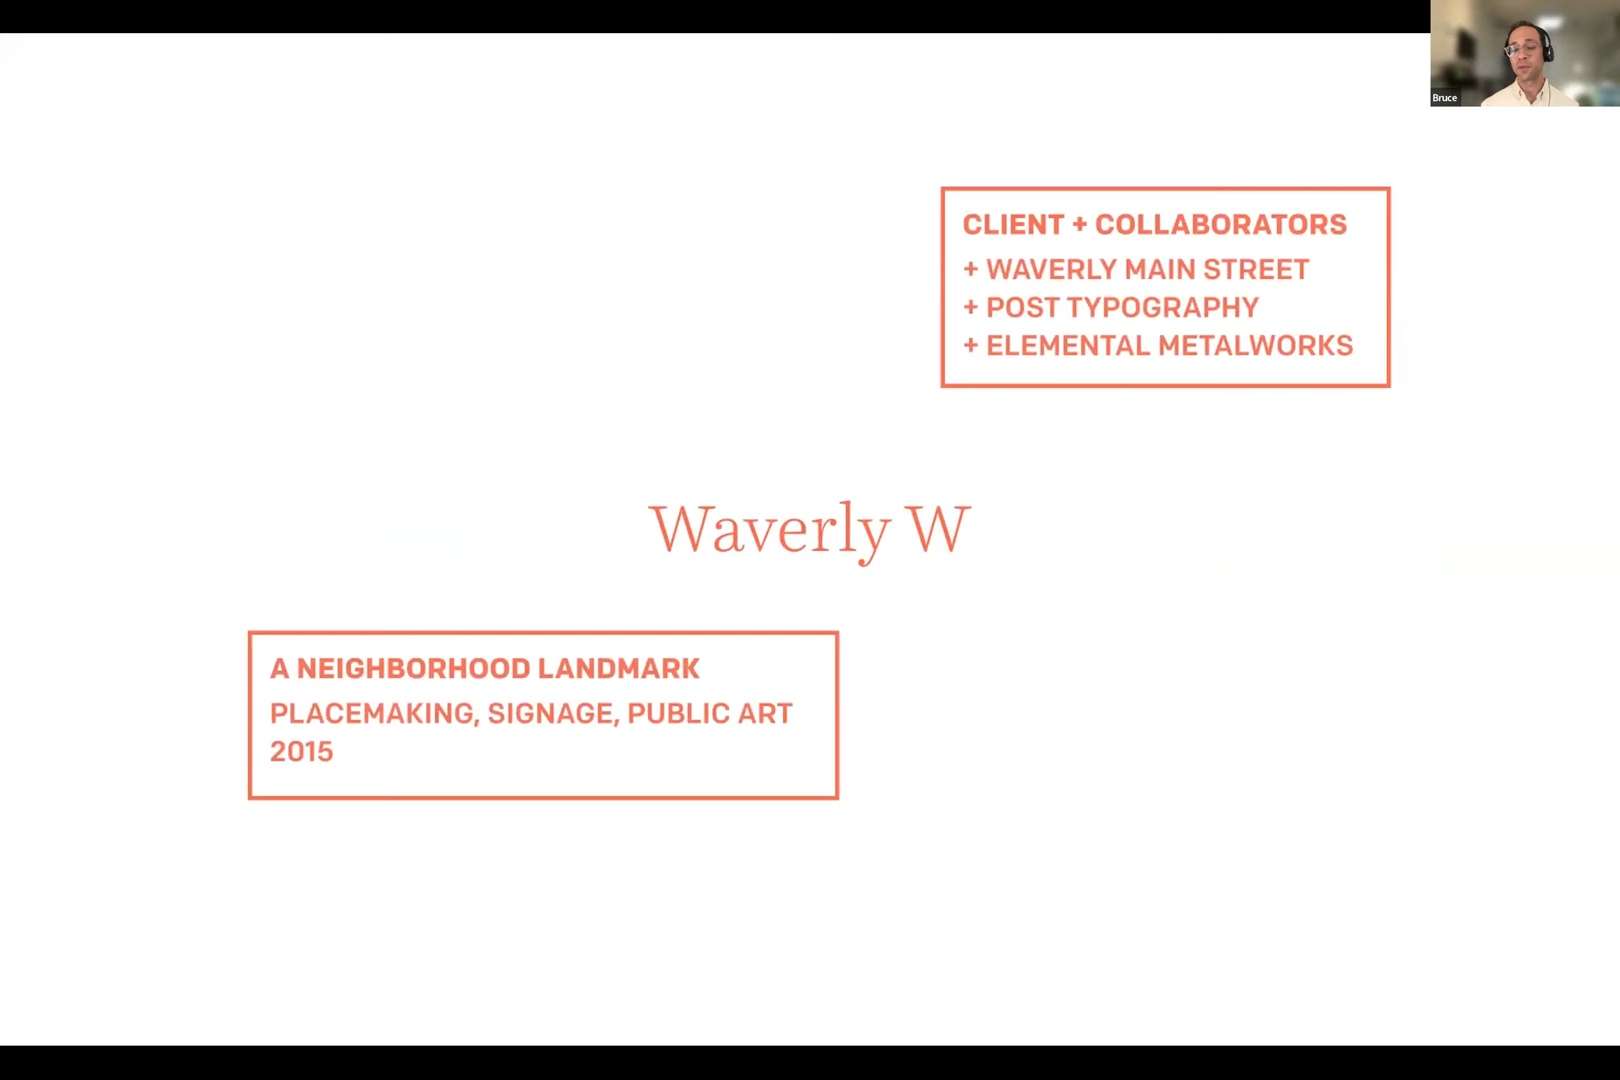 Bruce
CLIENT + COLLABORATORS
+ WAVERLY MAIN STREET
+ POST TYPOGRAPHY
+ ELEMENTAL METALWORKS
Waverly W
A NEIGHBORHOOD LANDMARK
PLACEMAKING, SIGNAGE, PUBLIC ART
2015